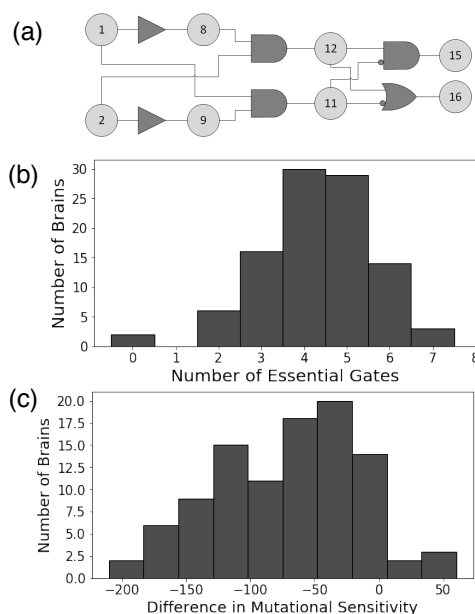 (a)
1 8 12 15
2 9 11 16
(b)
Number of Brains
30
25
20
15
10
5
0
0 1 2 3 4 5 6 7 8
Number of Essential Gates
(c)
Number of Brains
20.0
17.5
15.0
12.5
10.0
7.5
5.0
2.5
0.0
−200 −150 −100 −50 0 50
Difference in Mutational Sensitivity